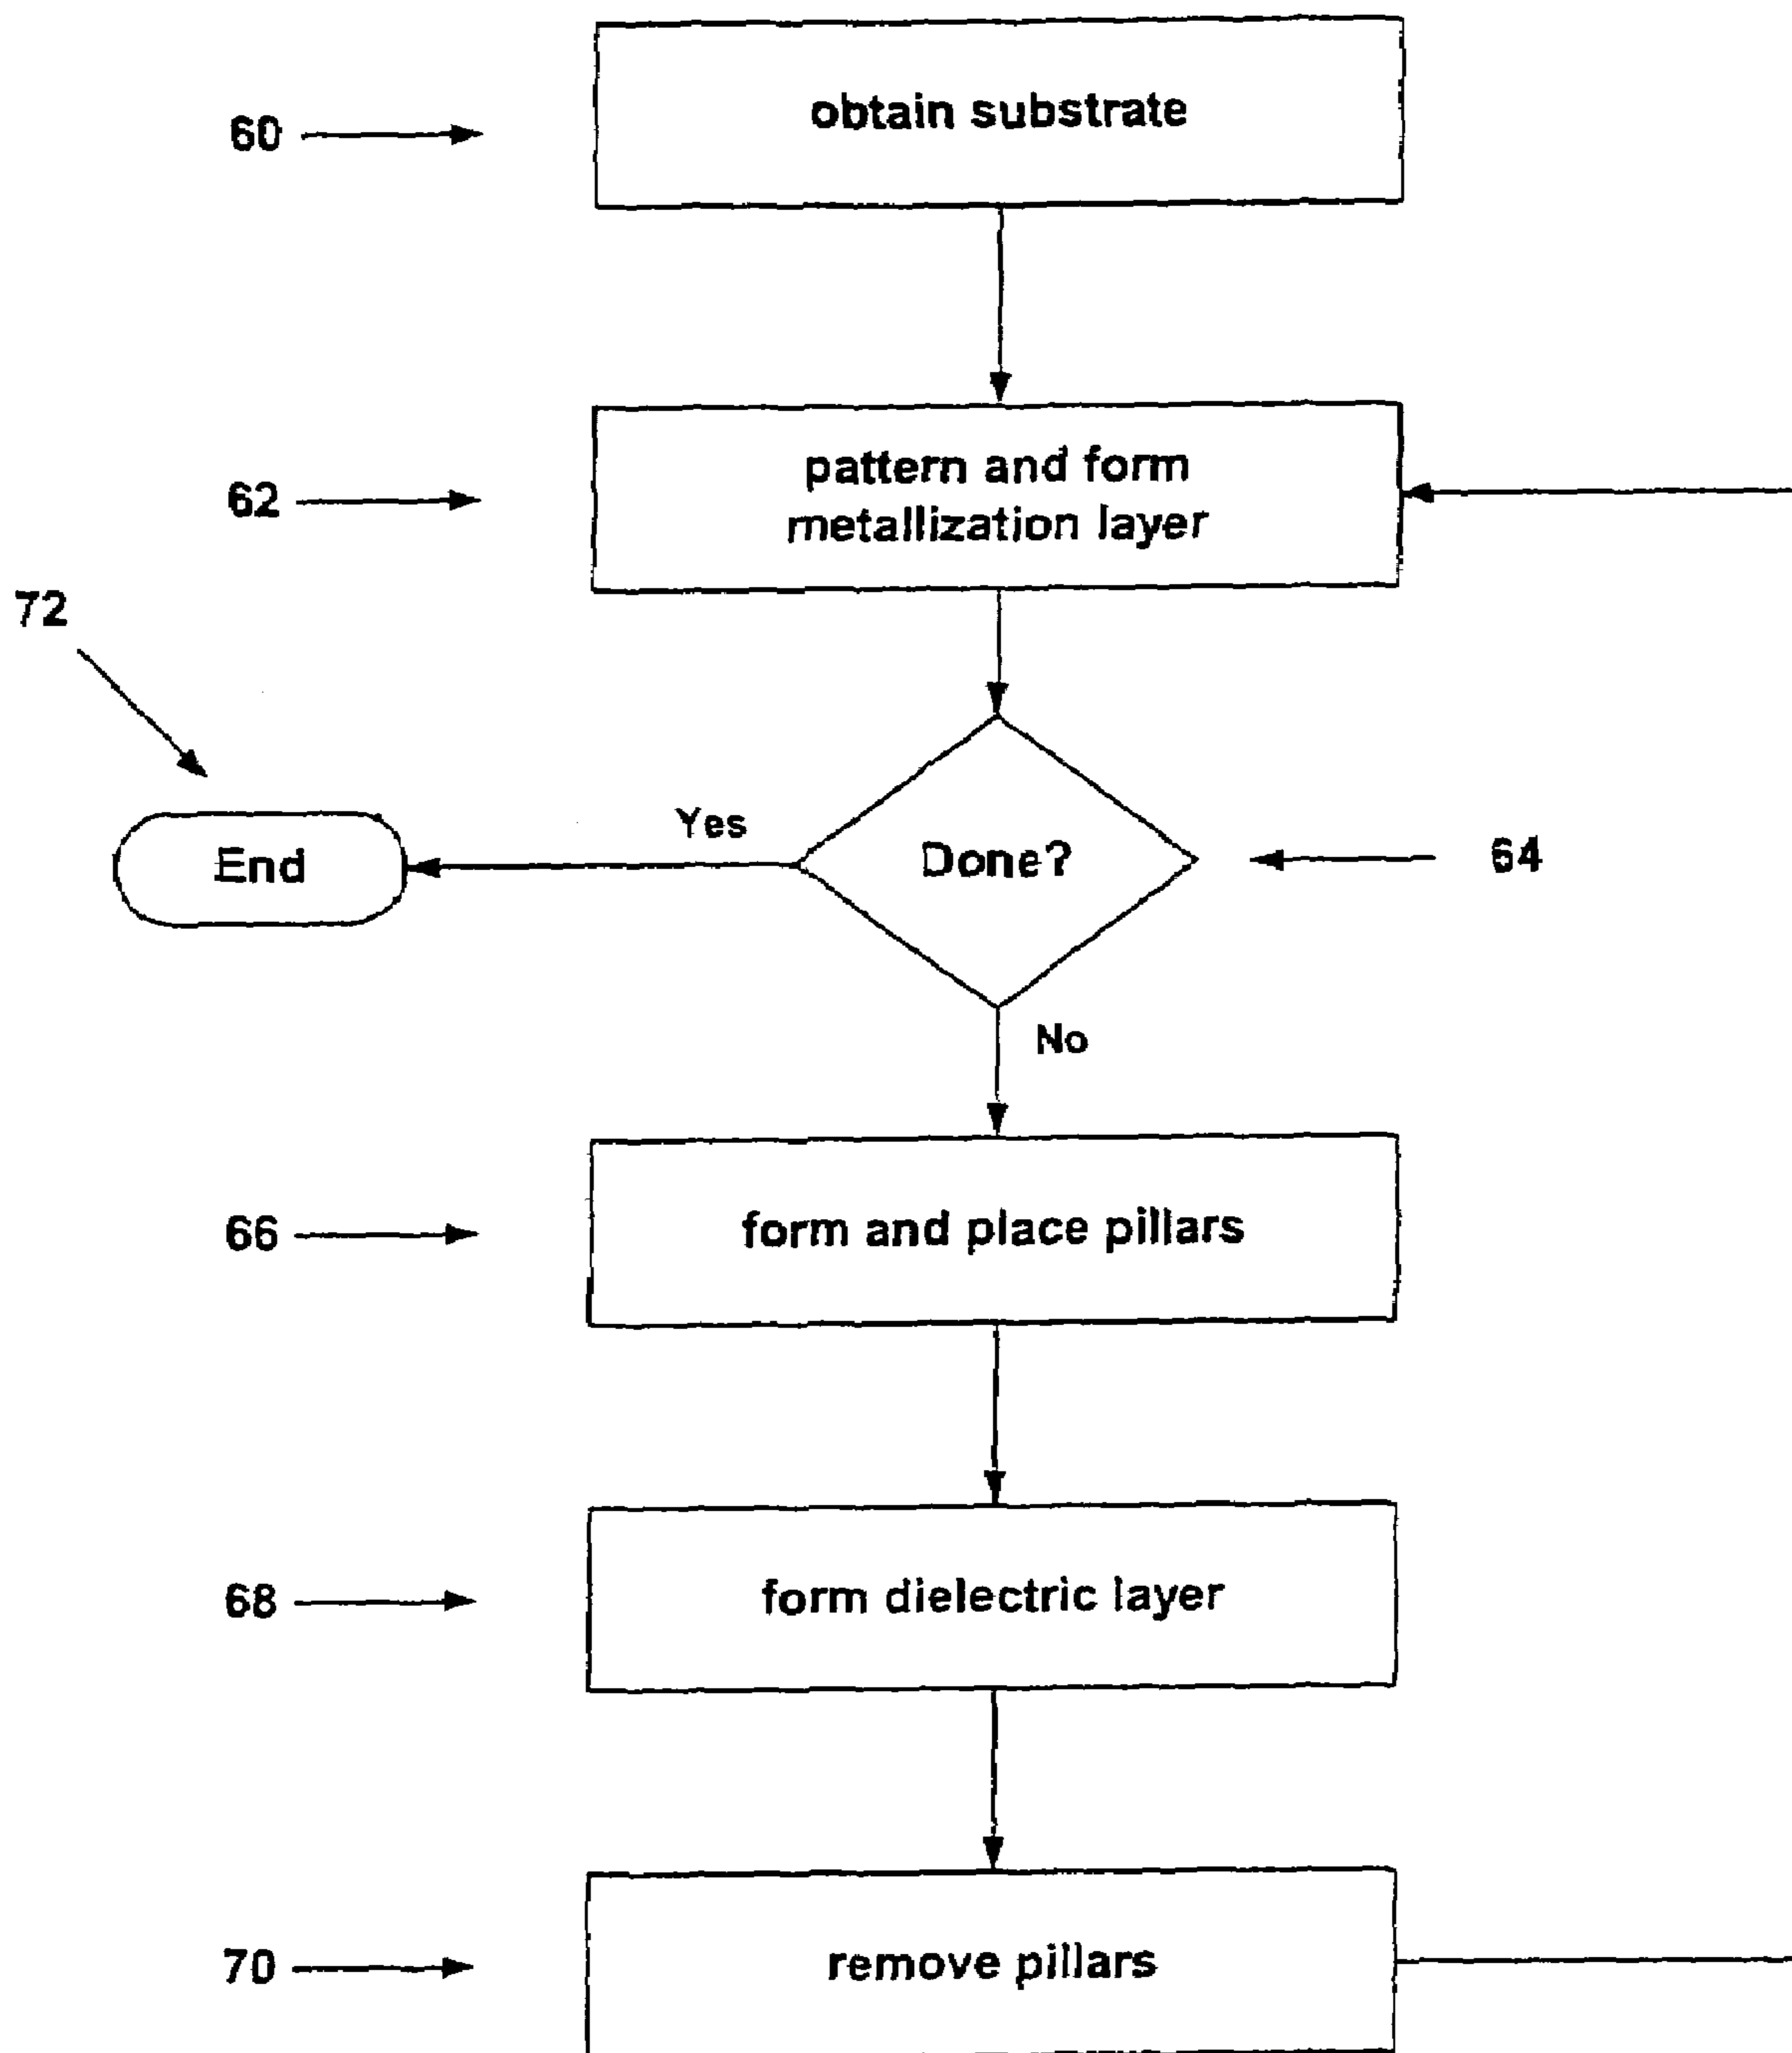 60
obtain substrate
62
pattern and form
metallization layer
72
Yes
End
Done?
64
No
66
form and place pillars
68
form dielectric layer
70
remove pillars